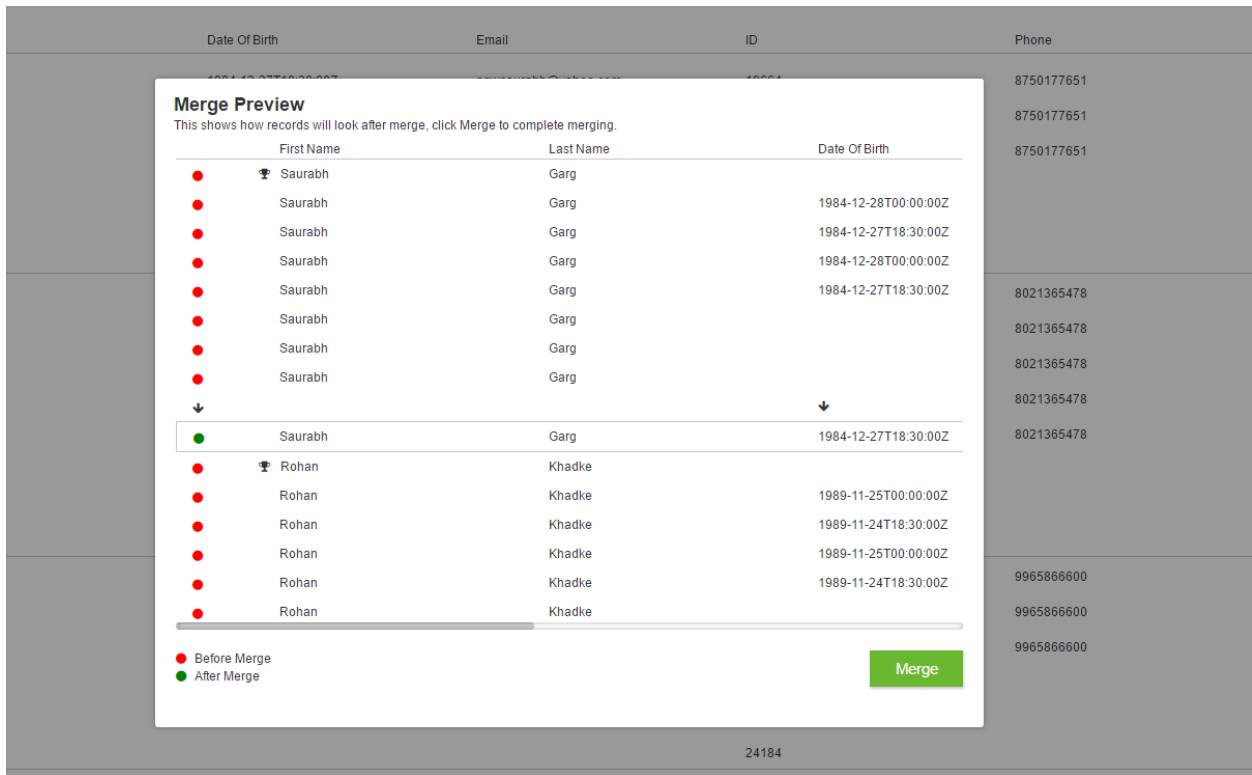 Date Of Birth Email ID Phone
8750177651
Merge Preview
This shows how records will look after merge, click Merge to complete merging.
8750177651
First Name Last Name Date Of Birth
8750177651
Saurabh Garg
Saurabh Garg 1984-12-28T00:00:00Z
Saurabh Garg 1984-12-27T18:30:00Z
Saurabh Garg 1984-12-28T00:00:00Z
Saurabh Garg 1984-12-27T18:30:00Z
8021365478
Saurabh Garg
8021365478
Saurabh Garg
8021365478
Saurabh Garg
8021365478
Saurabh Garg 1984-12-27T18:30:00Z
8021365478
Rohan Khadke
Rohan Khadke 1989-11-25T00:00:00Z
Rohan Khadke 1989-11-24T18:30:00Z
Rohan Khadke 1989-11-25T00:00:00Z
Rohan Khadke 1989-11-24T18:30:00Z
9965866600
Rohan Khadke
9965866600
9965866600
Before Merge
After Merge
Merge
24184